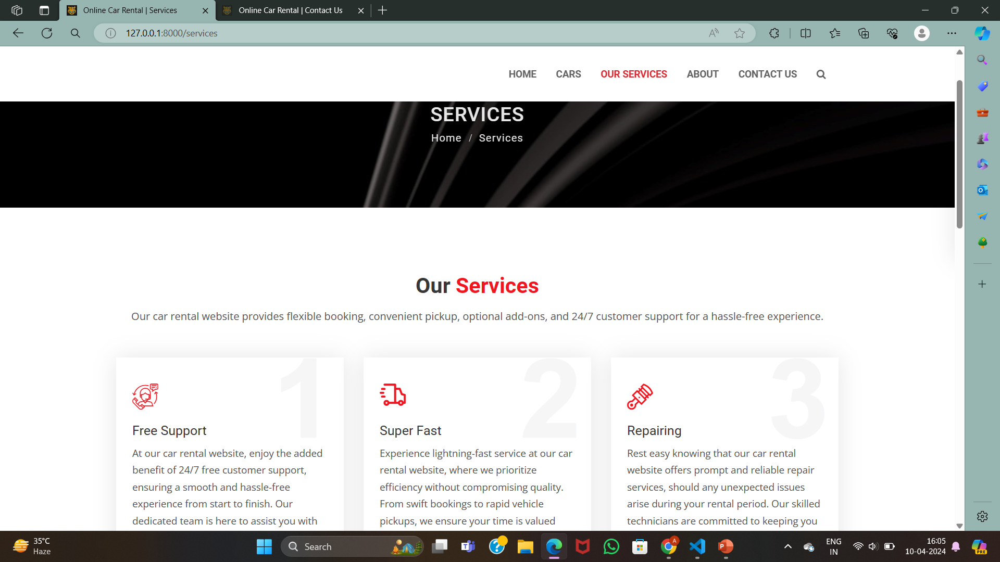 Online Car Rental | Services
Online Car Rental | Contact Us
127.0.0.1:8000/services
HOME CARS OUR SERVICES ABOUT CONTACT US
SERVICES
Home / Services
Our Services
Our car rental website provides flexible booking, convenient pickup, optional add-ons, and 24/7 customer support for a hassle-free experience.
1
Free Support
At our car rental website, enjoy the added
benefit of 24/7 free customer support,
ensuring a smooth and hassle-free
experience from start to finish. Our
dedicated team is here to assist you with
2
Super Fast
Experience lightning-fast service at our car
rental website, where we prioritize
efficiency without compromising quality.
From swift bookings to rapid vehicle
pickups, we ensure your time is valued
3
Repairing
Rest easy knowing that our car rental
website offers prompt and reliable repair
services, should any unexpected issues
arise during your rental period. Our skilled
technicians are committed to keeping you
35°C
Haze
Search
ENG
IN
16:05
10-04-2024
PRE